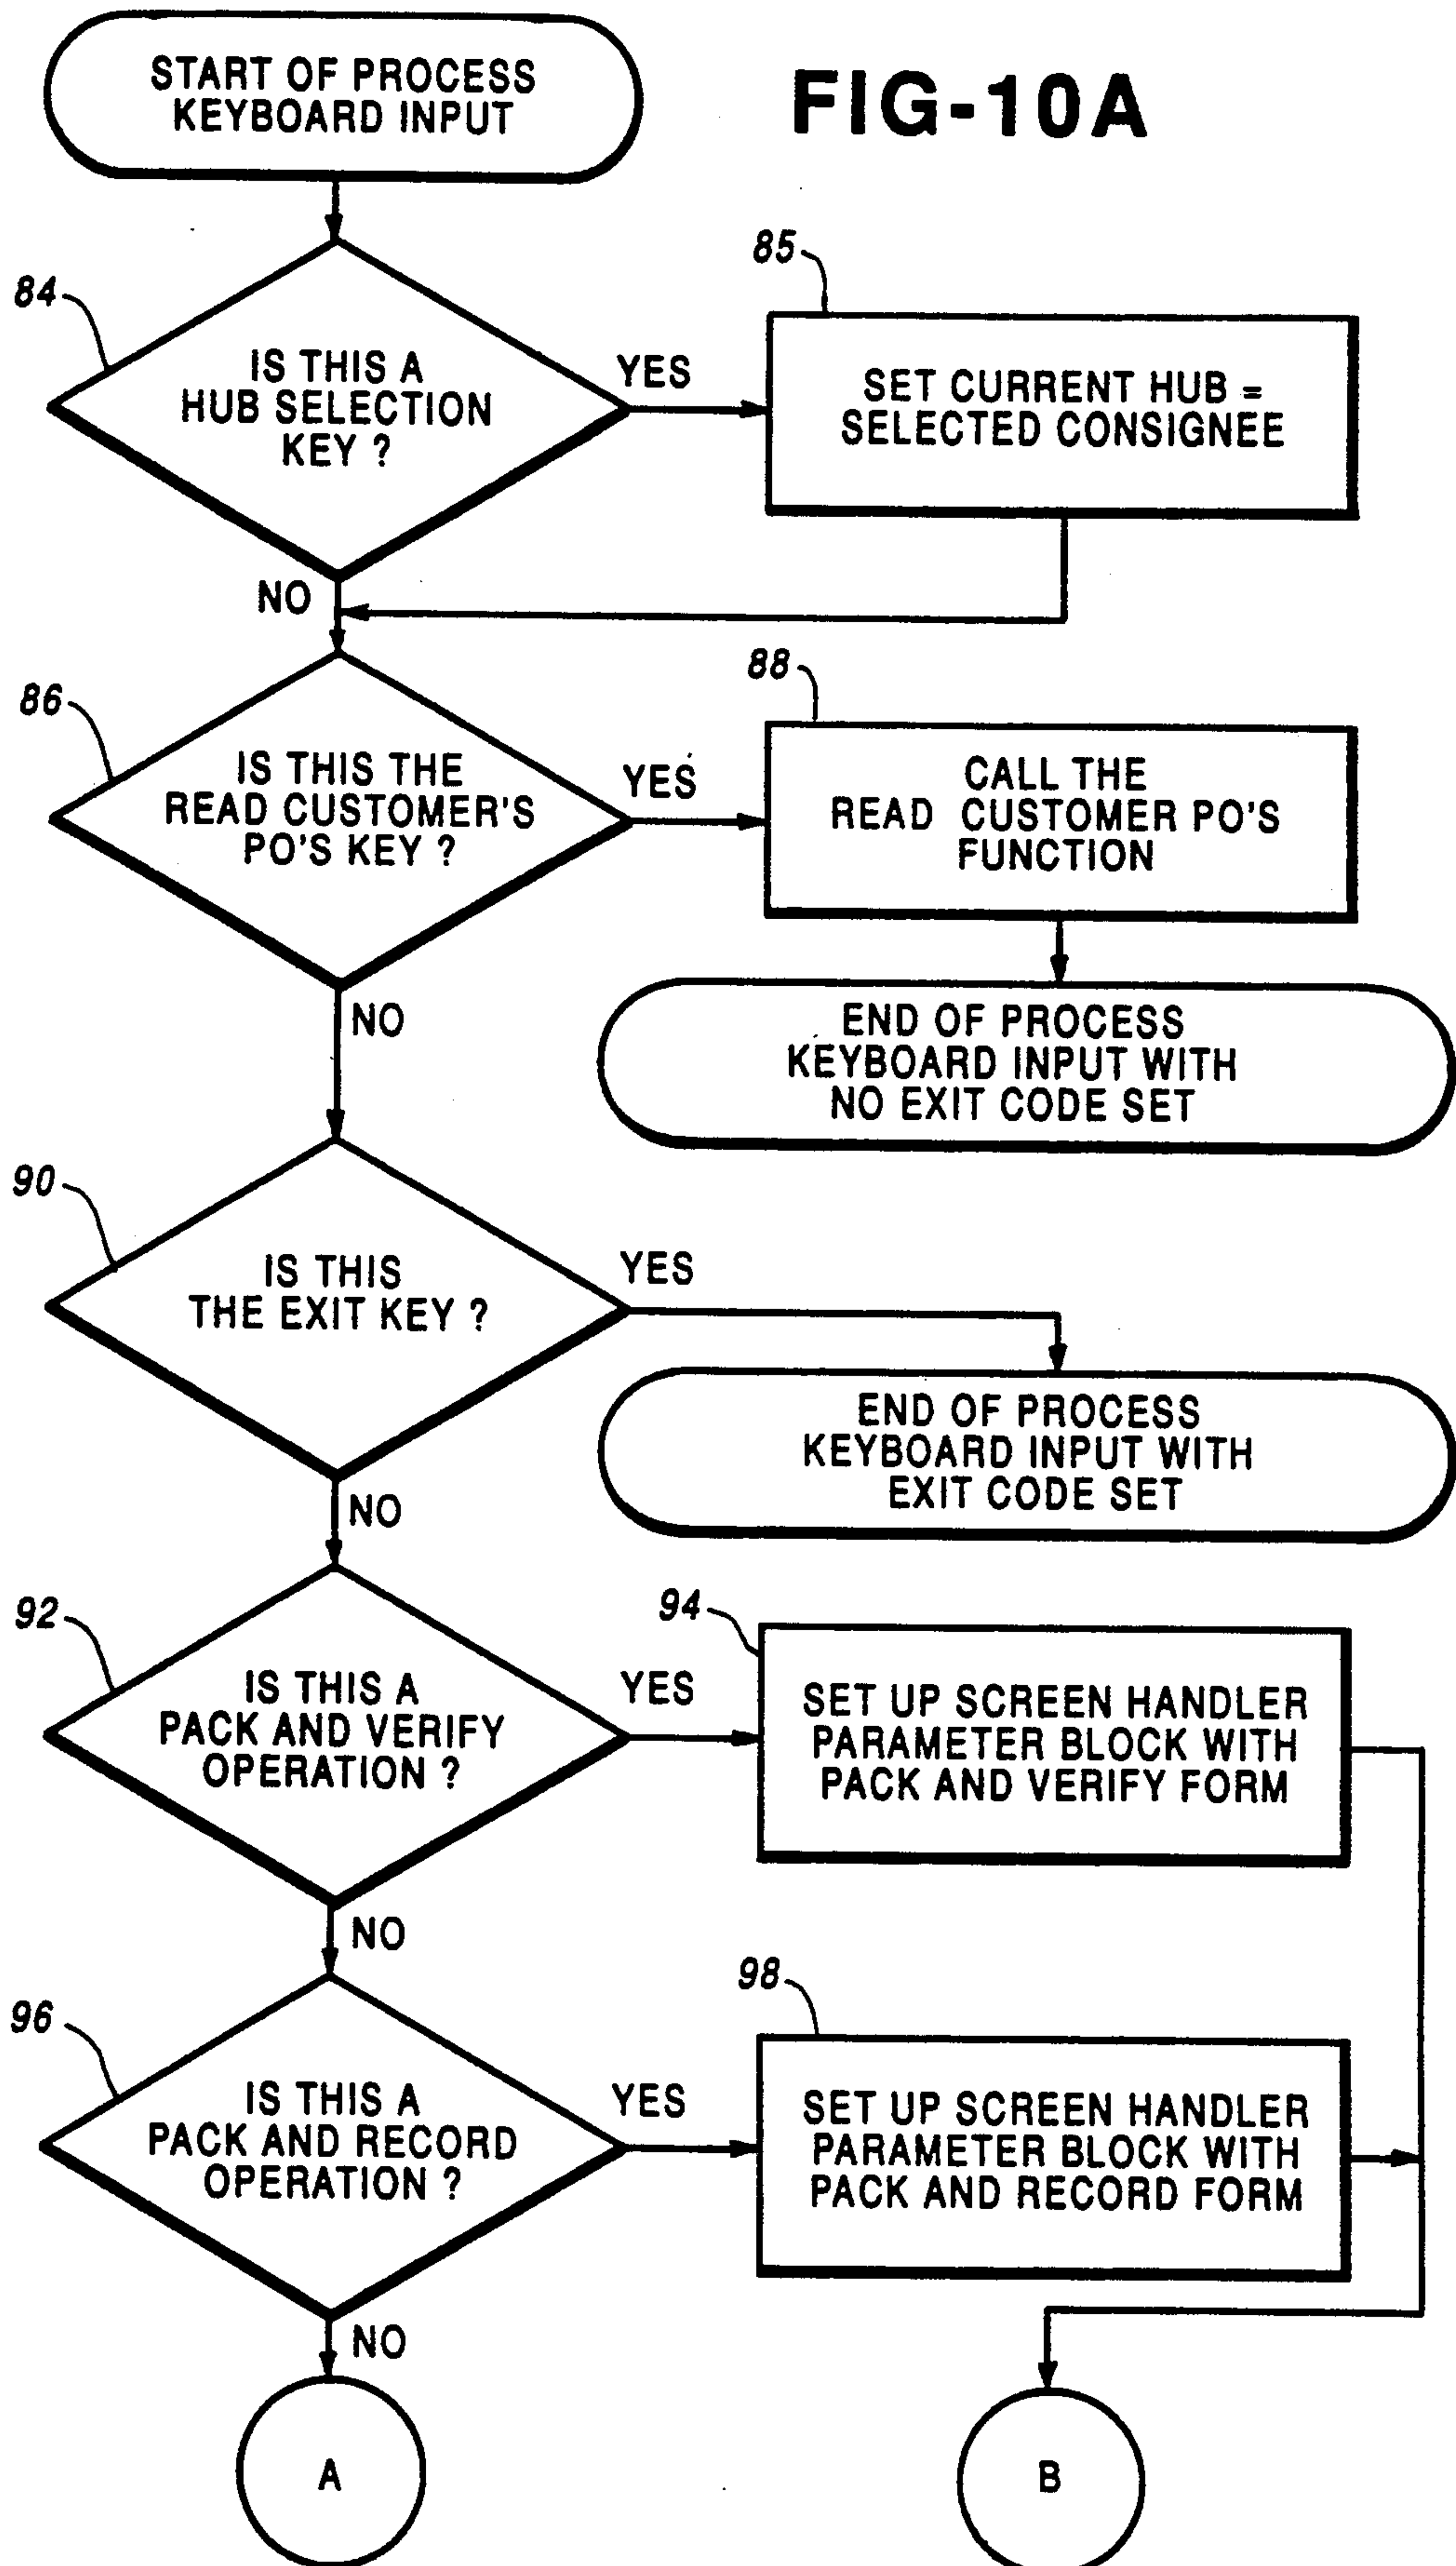 START OF PROCESS
KEYBOARD INPUT
FIG-10A
84
IS THIS A
HUB SELECTION
KEY ?
YES
85
SET CURRENT HUB =
SELECTED CONSIGNEE
NO
86
IS THIS THE
READ CUSTOMER'S
PO'S KEY ?
YES
88
CALL THE
READ CUSTOMER PO'S
FUNCTION
NO
END OF PROCESS
KEYBOARD INPUT WITH
NO EXIT CODE SET
90
IS THIS
THE EXIT KEY ?
YES
END OF PROCESS
KEYBOARD INPUT WITH
EXIT CODE SET
NO
92
IS THIS A
PACK AND VERIFY
OPERATION ?
YES
94
SET UP SCREEN HANDLER
PARAMETER BLOCK WITH
PACK AND VERIFY FORM
NO
96
IS THIS A
PACK AND RECORD
OPERATION ?
YES
98
SET UP SCREEN HANDLER
PARAMETER BLOCK WITH
PACK AND RECORD FORM
NO
A
B